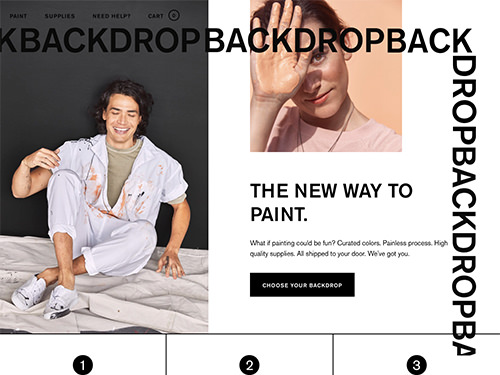 PAINT SUPPLIES NEED HELP? CART 0
KBACKDROPBACKDROPBACK
DROPBACKDROPBA
THE NEW WAY TO
PAINT.
What if painting could be fun? Curated colors. Painless process. High
quality supplies. All shipped to your door. We've got you.
CHOOSE YOUR BACKDROP
1 2 3